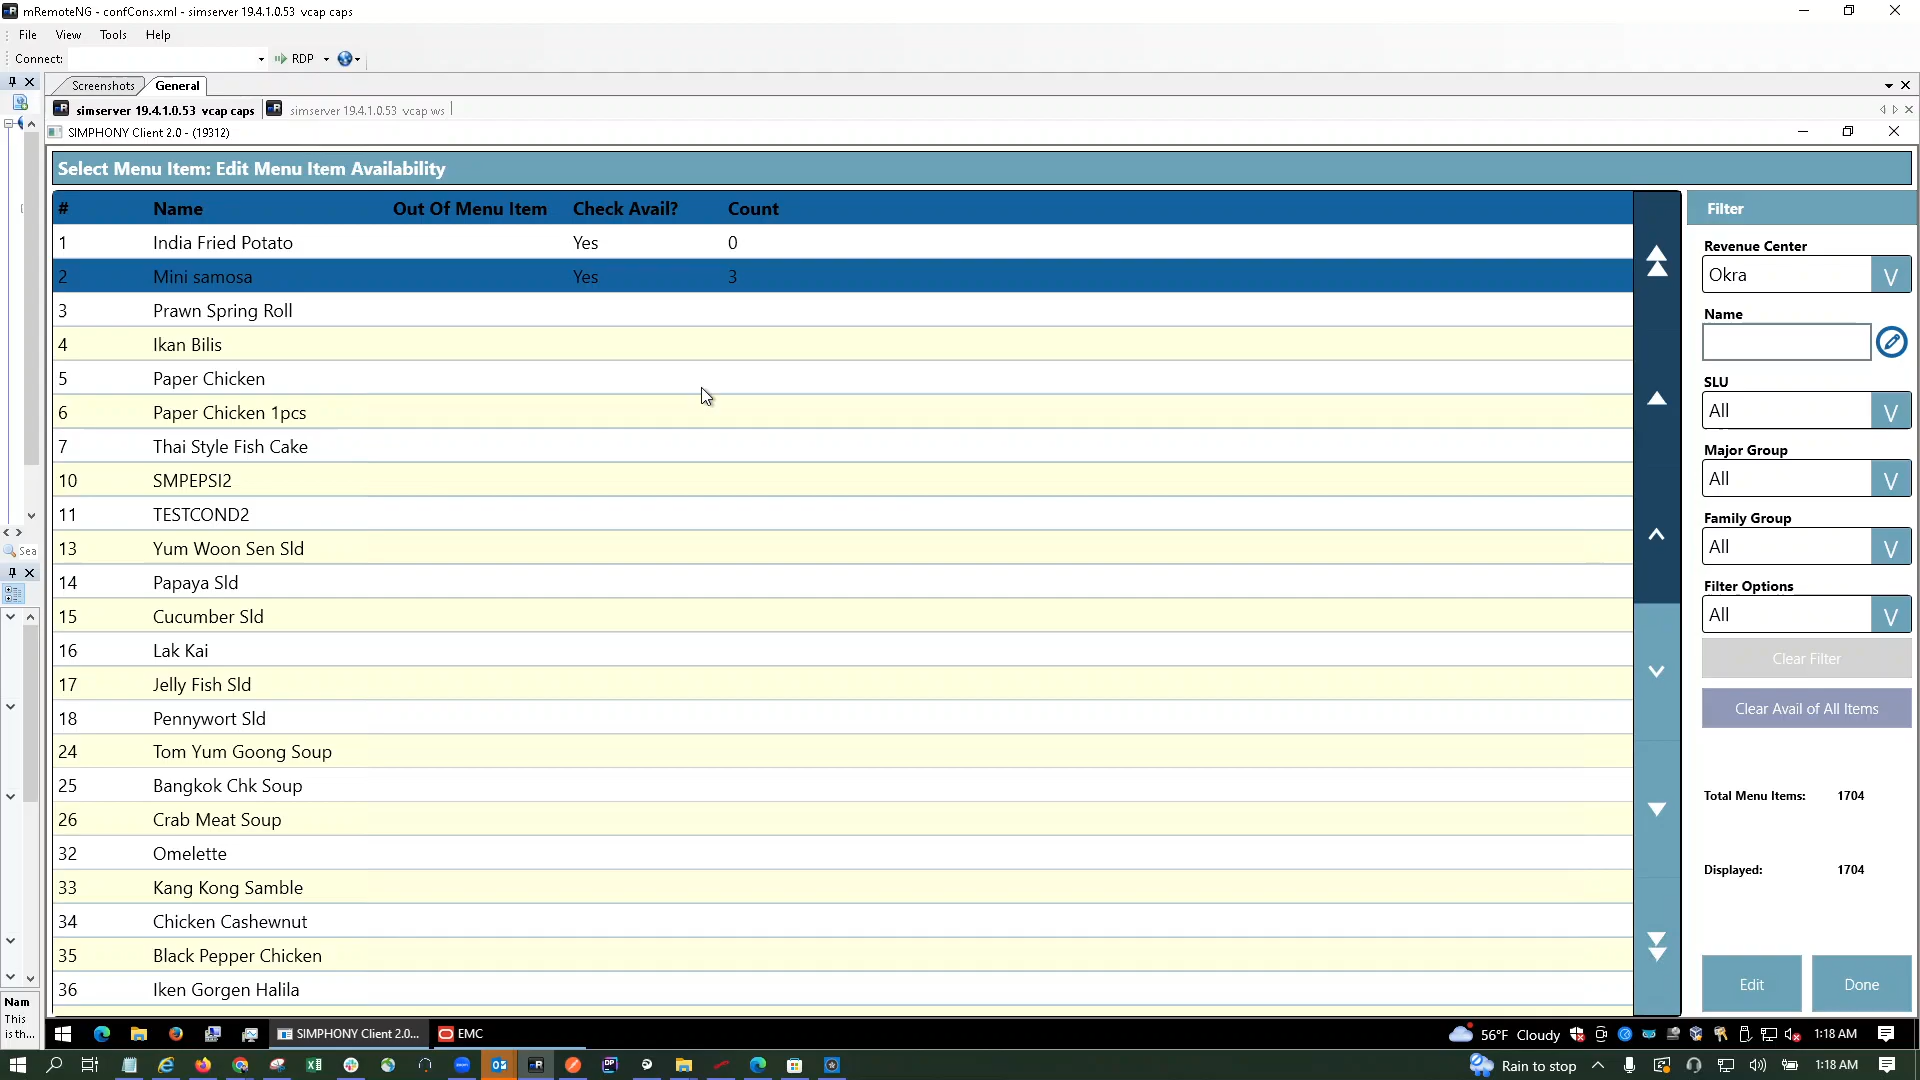 mRemoteNG - confCons.xml - simserver 19.4.1.0.53 vcap caps
File View Tools Help
Connect: RDP
Screenshots General
simserver 19.4.1.0.53 vcap caps simserver 19.4.1.0.53 vcap ws
SIMPHONY Client 2.0 - (19312)
Select Menu Item: Edit Menu Item Availability
# Name Out Of Menu Item Check Avail? Count
1 India Fried Potato Yes 0
2 Mini samosa Yes 3
3 Prawn Spring Roll
4 Ikan Bilis
5 Paper Chicken
6 Paper Chicken 1pcs
7 Thai Style Fish Cake
10 SMPEPSI2
11 TESTCOND2
13 Yum Woon Sen Sld
14 Papaya Sld
15 Cucumber Sld
16 Lak Kai
17 Jelly Fish Sld
18 Pennywort Sld
24 Tom Yum Goong Soup
25 Bangkok Chk Soup
26 Crab Meat Soup
32 Omelette
33 Kang Kong Samble
34 Chicken Cashewnut
35 Black Pepper Chicken
36 Iken Gorgen Halila
Filter
Revenue Center
Okra V
Name
SLU
All V
Major Group
All V
Family Group
All V
Filter Options
All V
Clear Filter
Clear Avail of All Items
Total Menu Items: 1704
Displayed: 1704
Edit Done
Sea
Nam
This
is th...
SIMPHONY Client 2.0... EMC 56°F Cloudy 1:18 AM
Rain to stop 1:18 AM